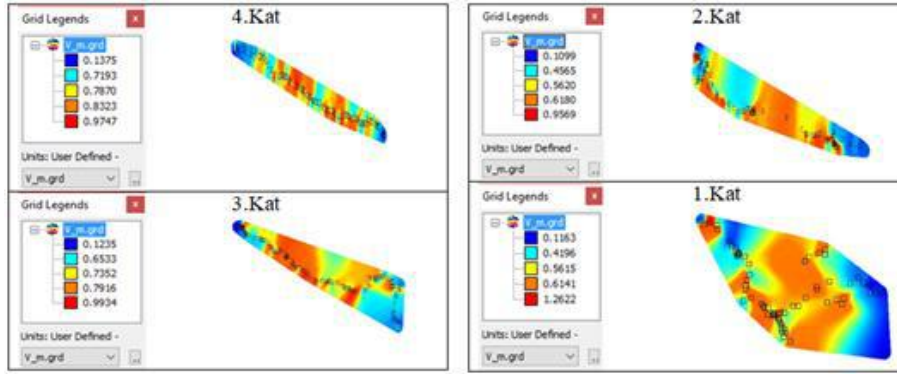 4.Kat
Grid Legends
x
V_m.grd
0.1375
0.7193
0.7870
0.8323
0.9747
Units: User Defined -
V_m.grd
...
2.Kat
Grid Legends
x
V_m.grd
0.1099
0.4565
0.5620
0.6180
0.9569
Units: User Defined -
V_m.grd
...
3.Kat
Grid Legends
x
V_m.grd
0.1235
0.6533
0.7352
0.7916
0.9934
Units: User Defined -
V_m.grd
...
1.Kat
Grid Legends
x
V_m.grd
0.1163
0.4196
0.5615
0.6141
1.2622
Units: User Defined -
V_m.grd
...